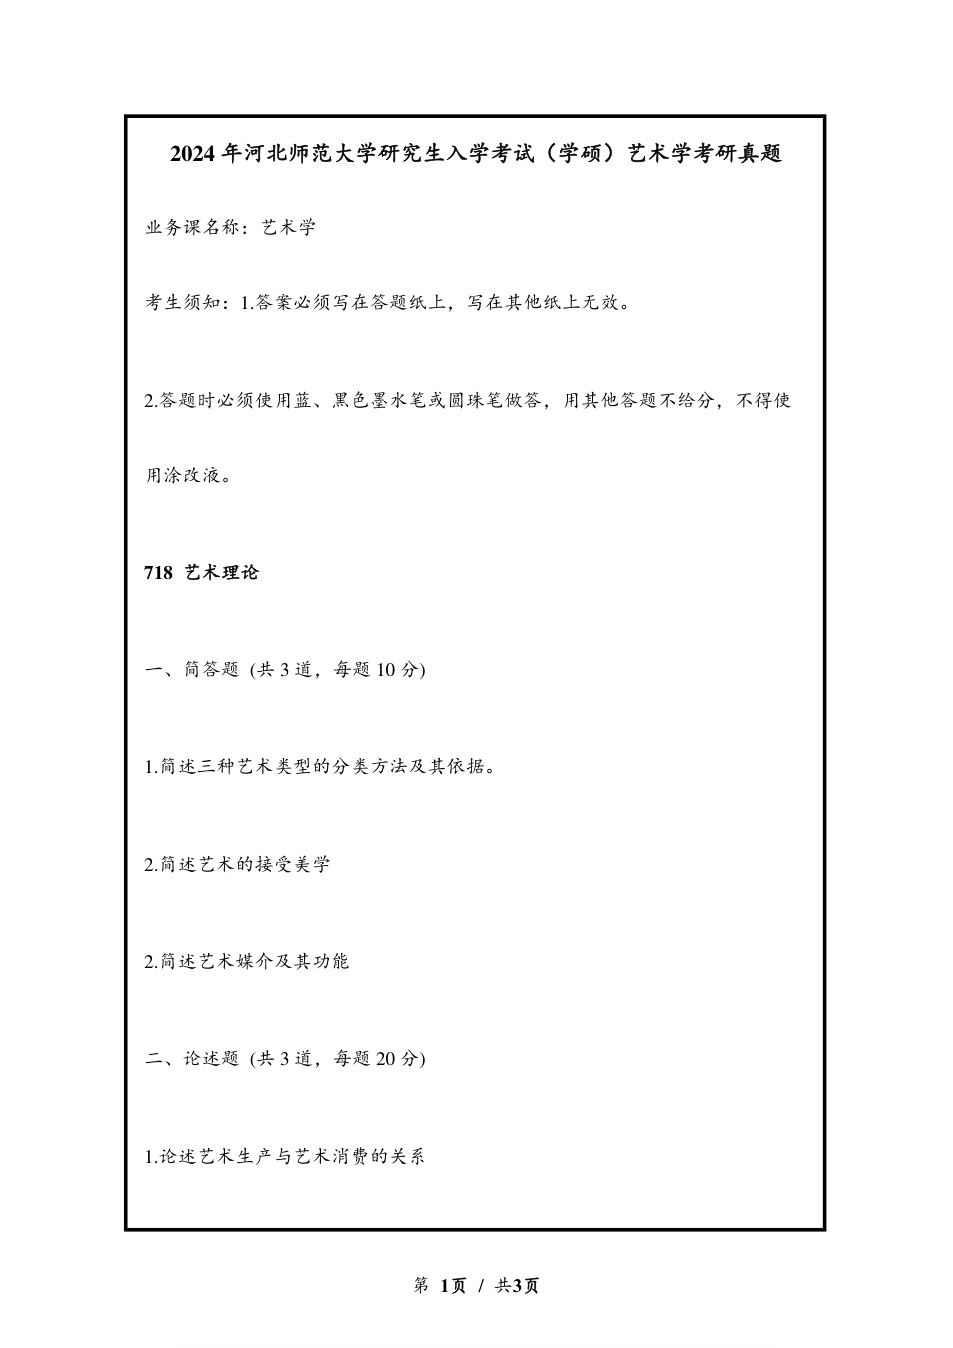 2024 年河北师范大学研究生入学考试（学硕）艺术学考研真题
业务课名称：艺术学
考生须知：1.答案必须写在答题纸上，写在其他纸上无效。
2.答题时必须使用蓝、黑色墨水笔或圆珠笔做答，用其他答题不给分，不得使
用涂改液。
718 艺术理论
一、简答题 (共 3 道，每题 10 分)
1.简述三种艺术类型的分类方法及其依据。
2.简述艺术的接受美学
2.简述艺术媒介及其功能
二、论述题 (共 3 道，每题 20 分)
1.论述艺术生产与艺术消费的关系
第 1页 / 共3页